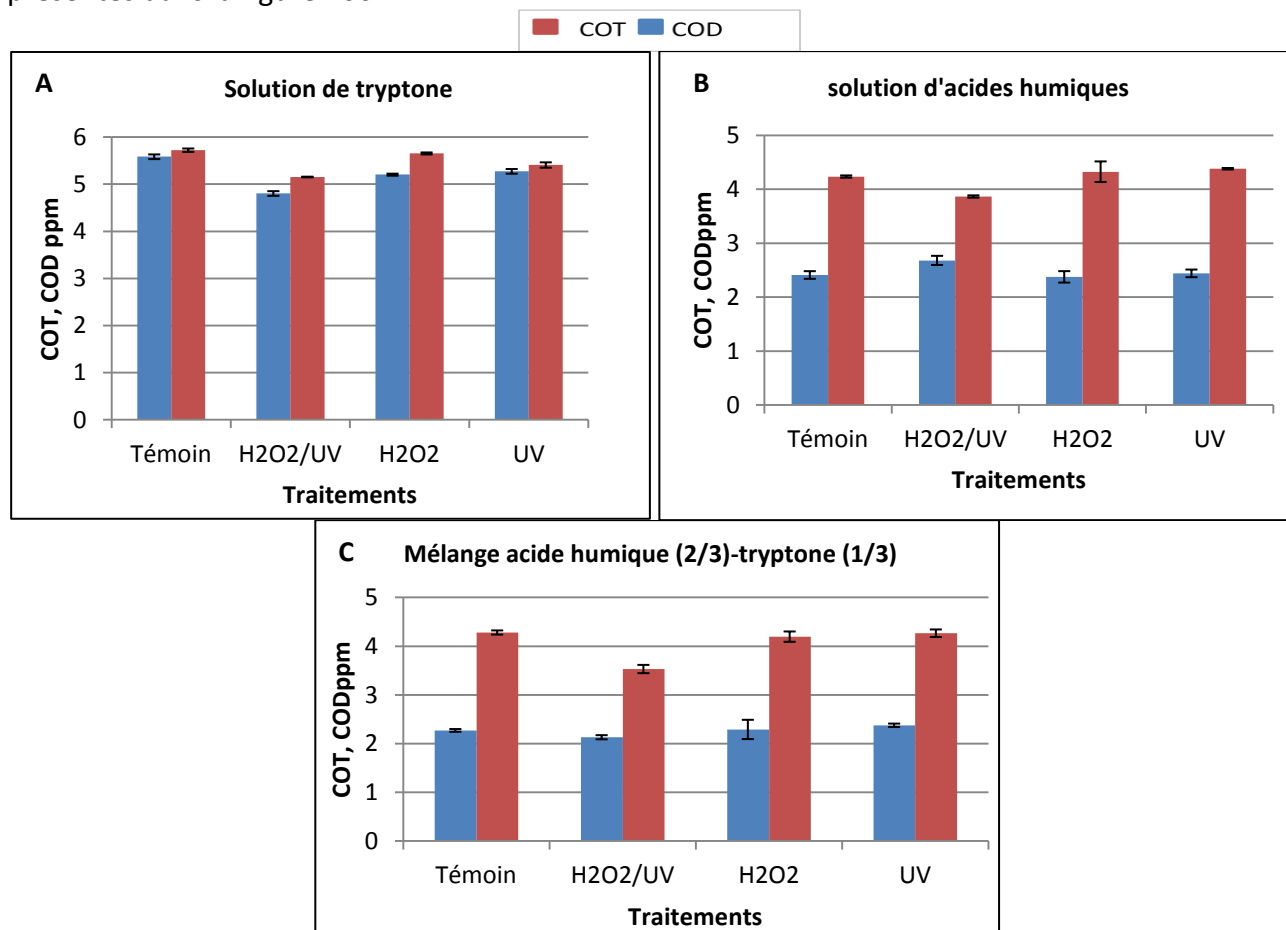 COT COD
A
Solution de tryptone
COT, COD ppm
6
5
4
3
2
1
0
Témoin H2O2/UV H2O2 UV
Traitements
B
solution d'acides humiques
COT, CODppm
5
4
3
2
1
0
Témoin H2O2/UV H2O2 UV
Traitements
C Mélange acide humique (2/3)-tryptone (1/3)
COT, CODppm
5
4
3
2
1
0
Témoin H2O2/UV H2O2 UV
Traitements